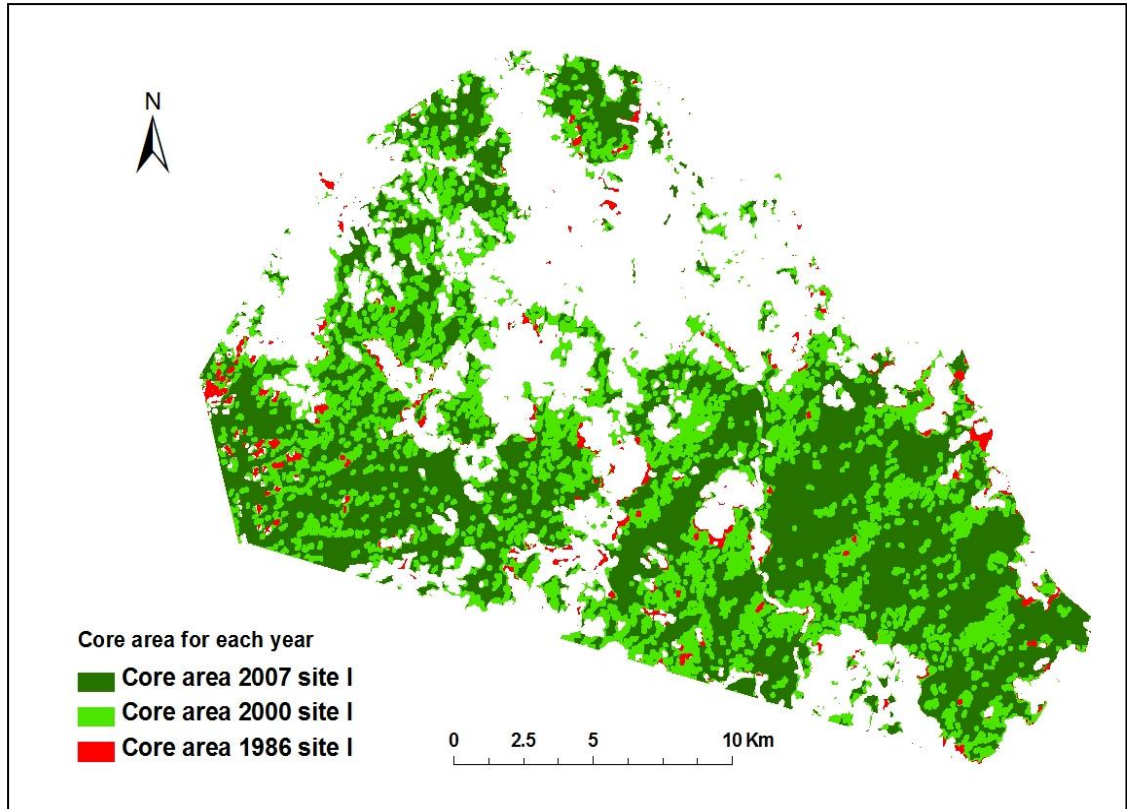 N
Core area for each year
Core area 2007 site I
Core area 2000 site I
Core area 1986 site I
0 2.5 5 10 Km